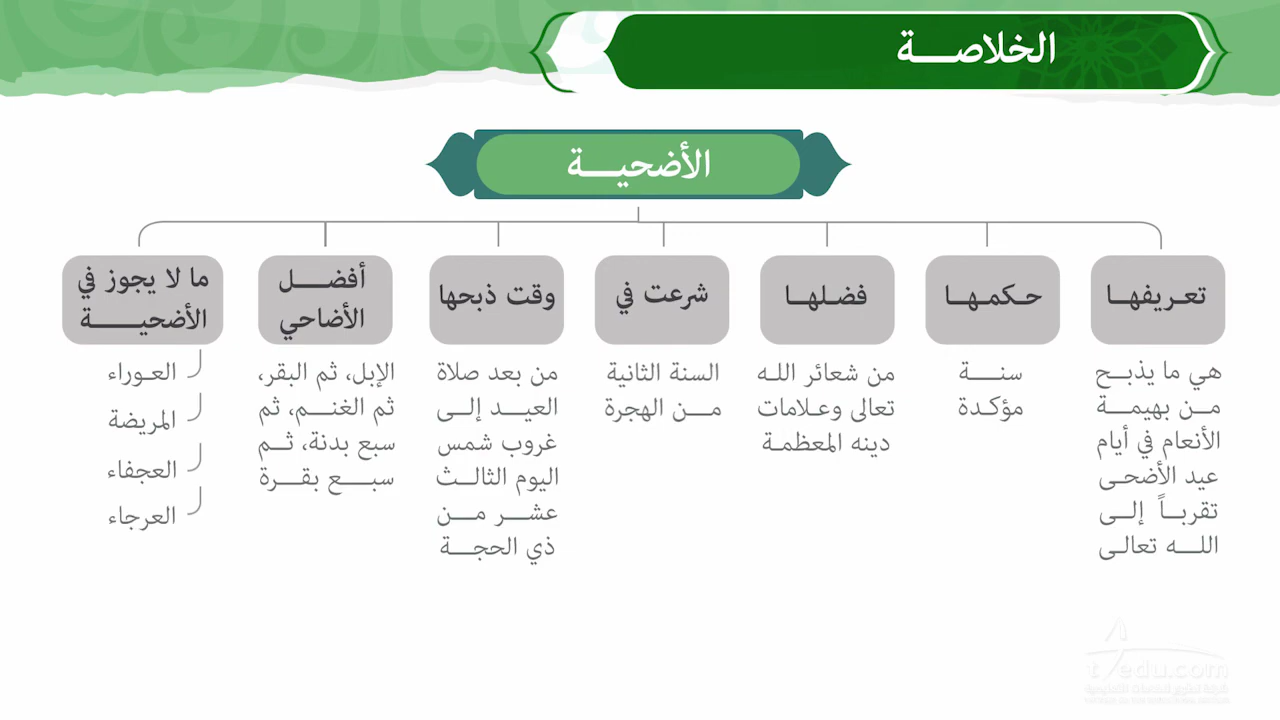 الخلاصة
الأضحية
تعريفها
هي ما يذبح
من بهيمة
الأنعام في أيام
عيد الأضحى
تقرباً إلى
الله تعالى
حكمها
سنة
مؤكدة
فضلها
من شعائر الله
تعالى وعلامات
دينه المعظمة
شرعت في
السنة الثانية
من الهجرة
وقت ذبحها
من بعد صلاة
العيد إلى
غروب شمس
اليوم الثالث
عشر من
ذي الحجة
أفضل
الأضاحي
الإبل، ثم البقر،
ثم الغنم، ثم
سبع بدنة، ثم
سبع بقرة
ما لا يجوز في
الأضحية
العوراء
المريضة
العجفاء
العرجاء